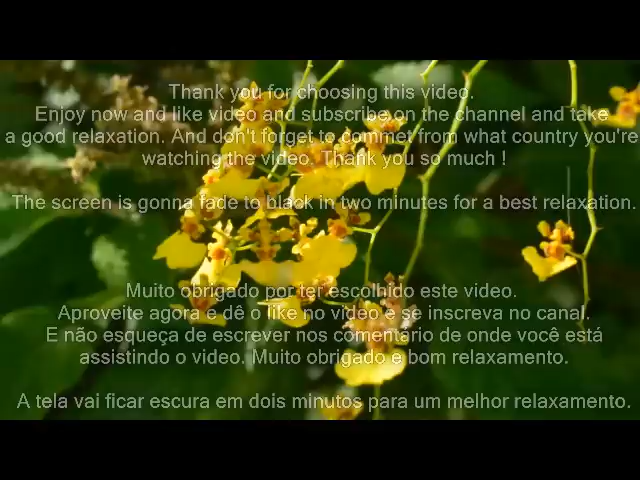 Thank you for choosing this video.
Enjoy now and like video and subscribe on the channel and take
a good relaxation. And don't forget to comment from what country you're
watching the video. Thank you so much !
The screen is gonna fade to black in two minutes for a best relaxation.
Muito obrigado por ter escolhido este video.
Aproveite agora e dê o like no video e se inscreva no canal.
E não esqueça de escrever nos comentário de onde você está
assistindo o video. Muito obrigado e bom relaxamento.
A tela vai ficar escura em dois minutos para um melhor relaxamento.